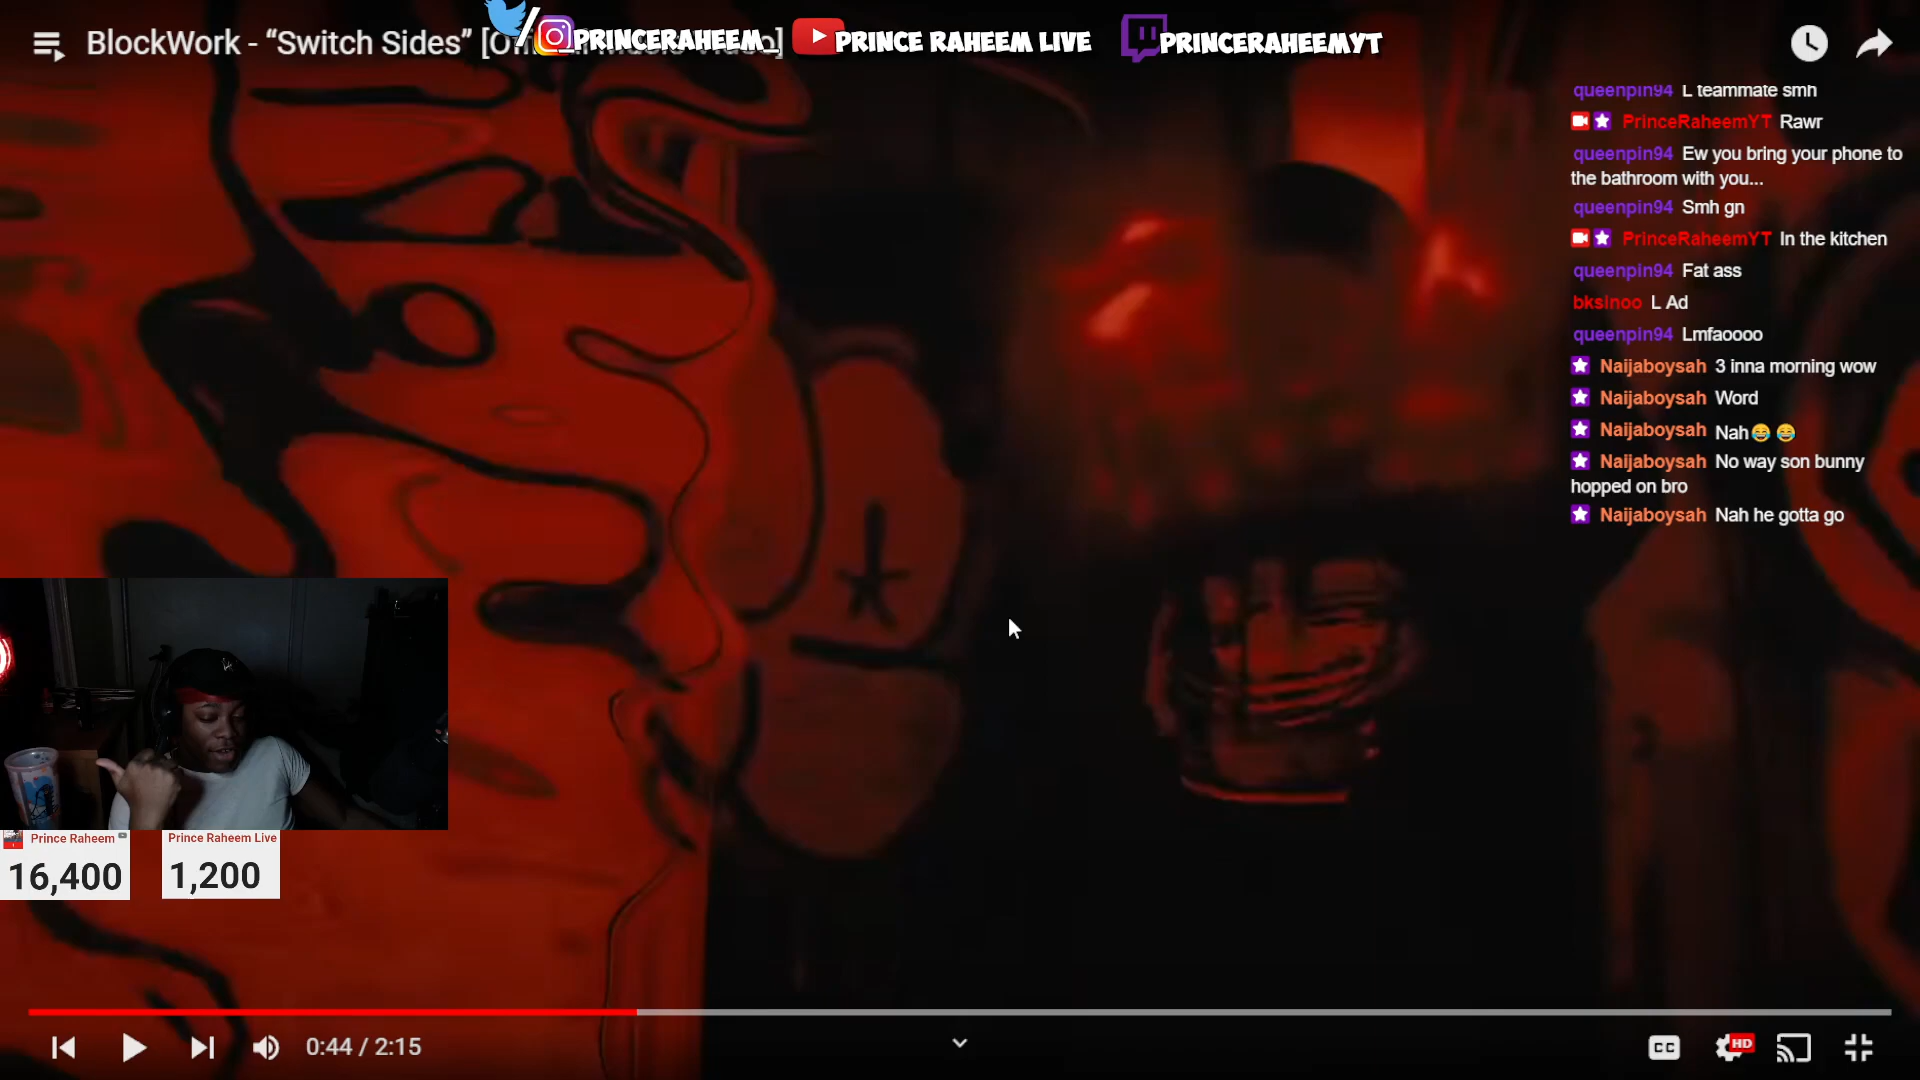 BlockWork - “Switch Sides” [O
PRINCERAHEEM_
PRINCE RAHEEM LIVE
PRINCERAHEEMYT
queenpin94 L teammate smh
PrinceRaheemYT Rawr
queenpin94 Ew you bring your phone to
the bathroom with you...
queenpin94 Smh gn
PrinceRaheemYT In the kitchen
queenpin94 Fat ass
bksinoo L Ad
queenpin94 Lmfaoooo
Naijaboysah 3 inna morning wow
Naijaboysah Word
Naijaboysah Nah😂 😂
Naijaboysah No way son bunny
hopped on bro
Naijaboysah Nah he gotta go
Prince Raheem
16,400
Prince Raheem Live
1,200
0:44 / 2:15
CC
HD